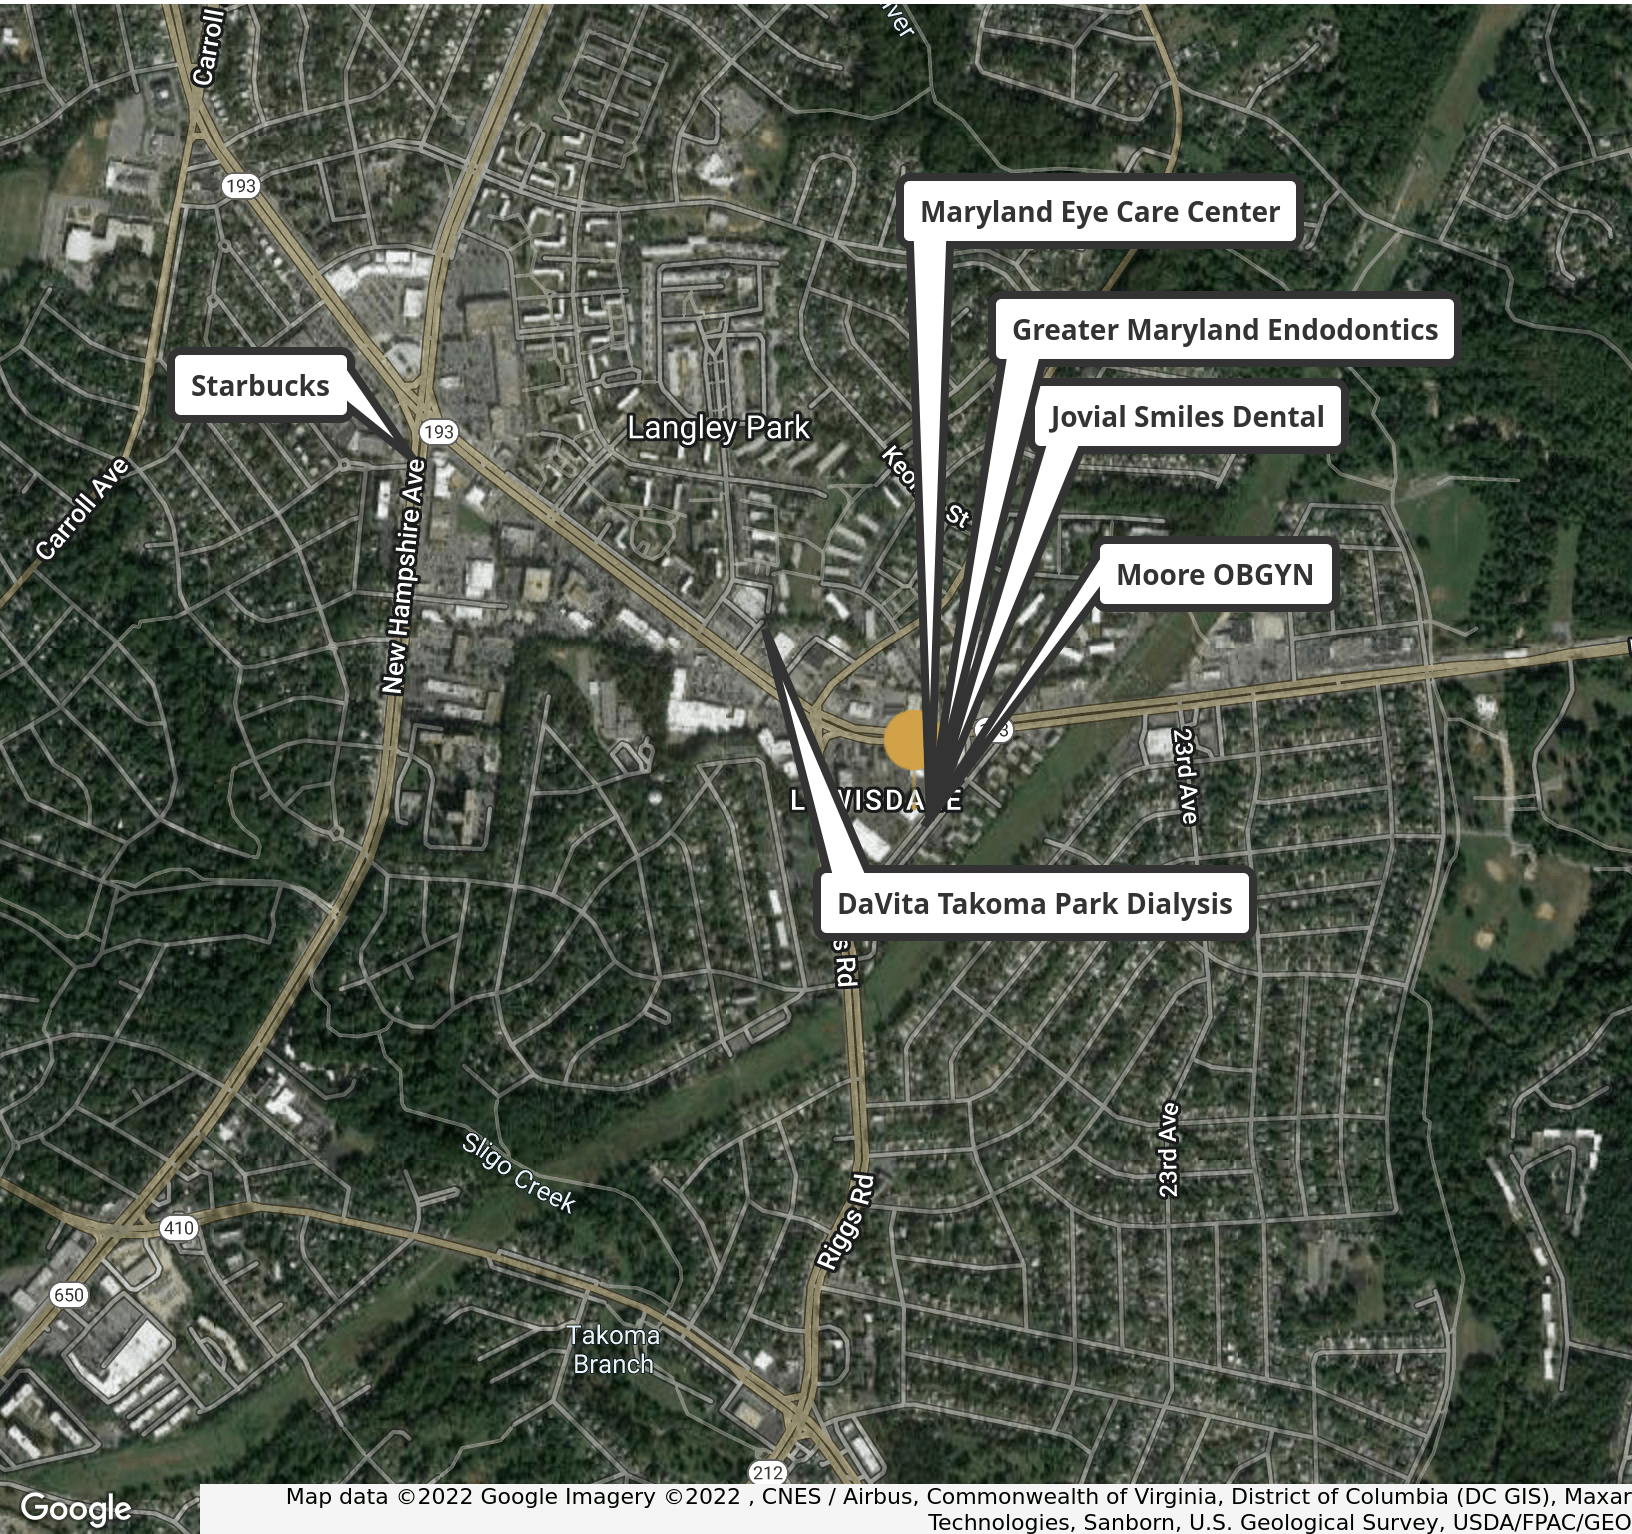 Carroll
193
Maryland Eye Care Center
Greater Maryland Endodontics
Starbucks
Jovial Smiles Dental
193
Langley Park
Carroll Ave
St
New Hampshire Ave
Moore OBGYN
23rd Ave
DaVita Takoma Park Dialysis
Rd
23rd Ave
Sligo Creek
Riggs Rd
410
650
Takoma
Branch
212
Google
Map data ©2022 Google Imagery ©2022 , CNES / Airbus, Commonwealth of Virginia, District of Columbia (DC GIS), Maxar
Technologies, Sanborn, U.S. Geological Survey, USDA/FPAC/GEO